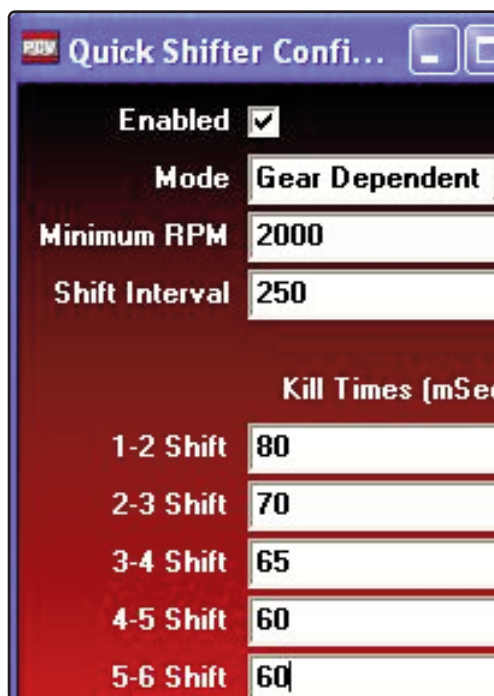 PCV Quick Shifter Confi...
Enabled
Mode Gear Dependent
Minimum RPM 2000
Shift Interval 250
Kill Times (mSec
1-2 Shift 80
2-3 Shift 70
3-4 Shift 65
4-5 Shift 60
5-6 Shift 60